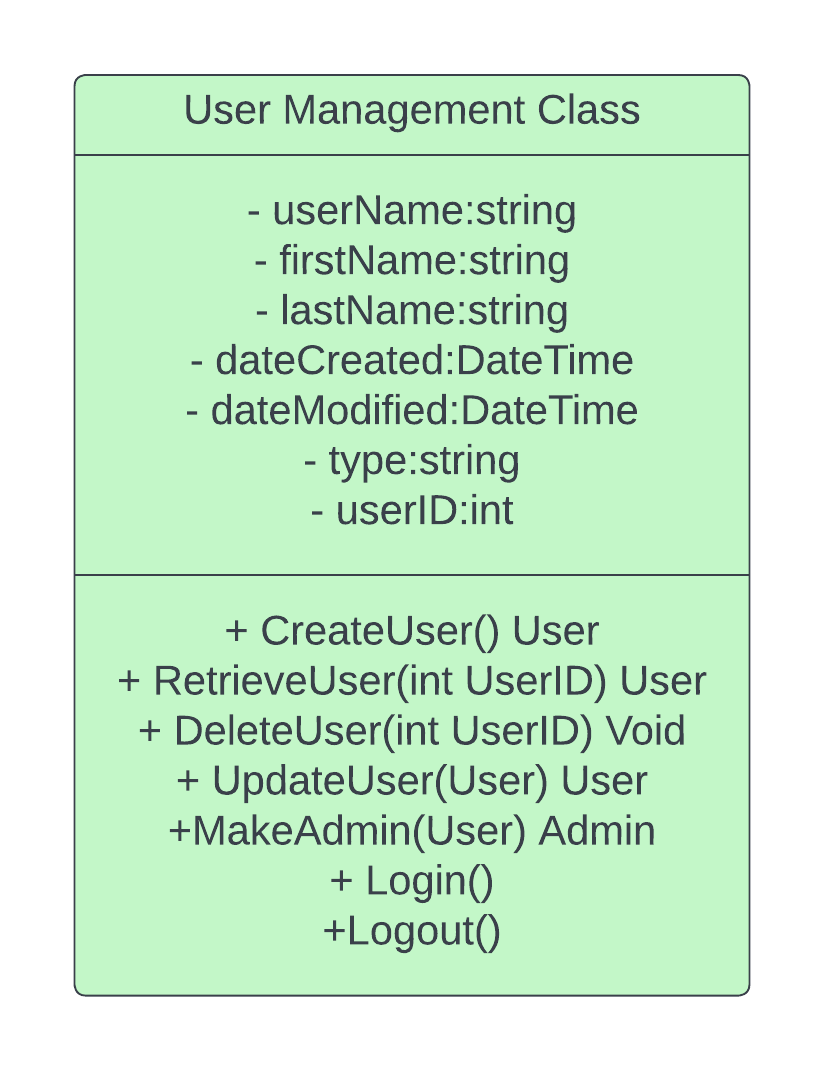 User Management Class
- userName:string
- firstName:string
- lastName:string
- dateCreated:DateTime
- dateModified:DateTime
- type:string
- userID:int
+ CreateUser() User
+ RetrieveUser(int UserID) User
+ DeleteUser(int UserID) Void
+ UpdateUser(User) User
+MakeAdmin(User) Admin
+ Login()
+Logout()